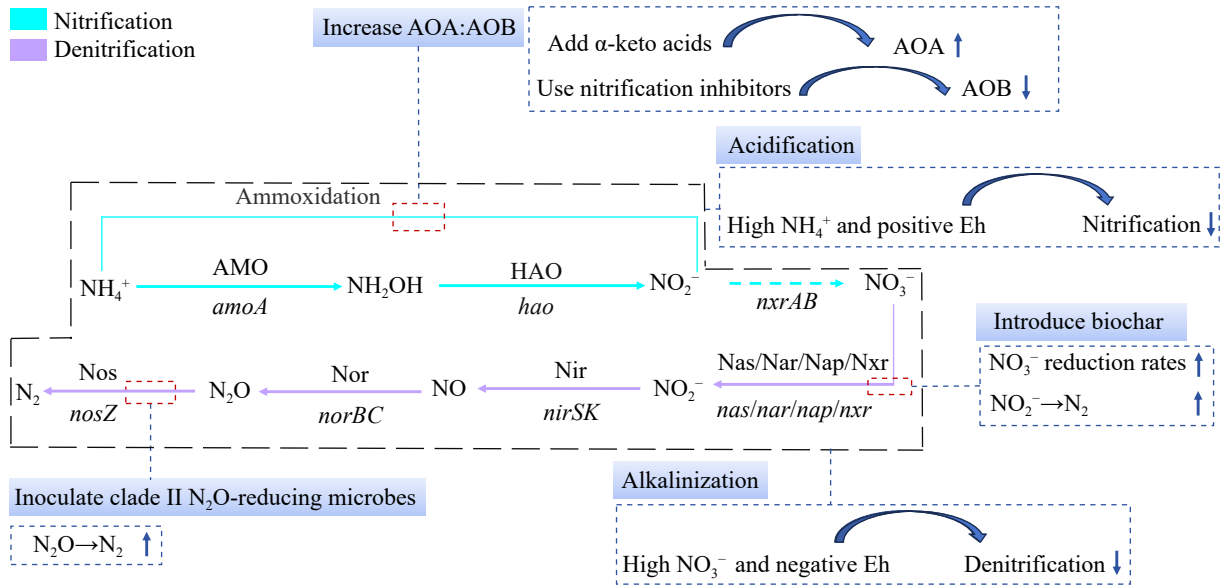 Nitrification
Denitrification
Increase AOA:AOB
Add α-keto acids
AOA
Use nitrification inhibitors
AOB
Acidification
High NH₄⁺ and positive Eh
Nitrification
Ammoxidation
NH₄⁺
AMO
amoA
NH₂OH
HAO
hao
NO₂⁻
nxrAB
NO₃⁻
Introduce biochar
NO₃⁻ reduction rates
NO₂⁻→N₂
N₂
Nos
nosZ
N₂O
Nor
norBC
NO
Nir
nirSK
NO₂⁻
Nas/Nar/Nap/Nxr
nas/nar/nap/nxr
Inoculate clade II N₂O-reducing microbes
N₂O→N₂
Alkalinization
High NO₃⁻ and negative Eh
Denitrification